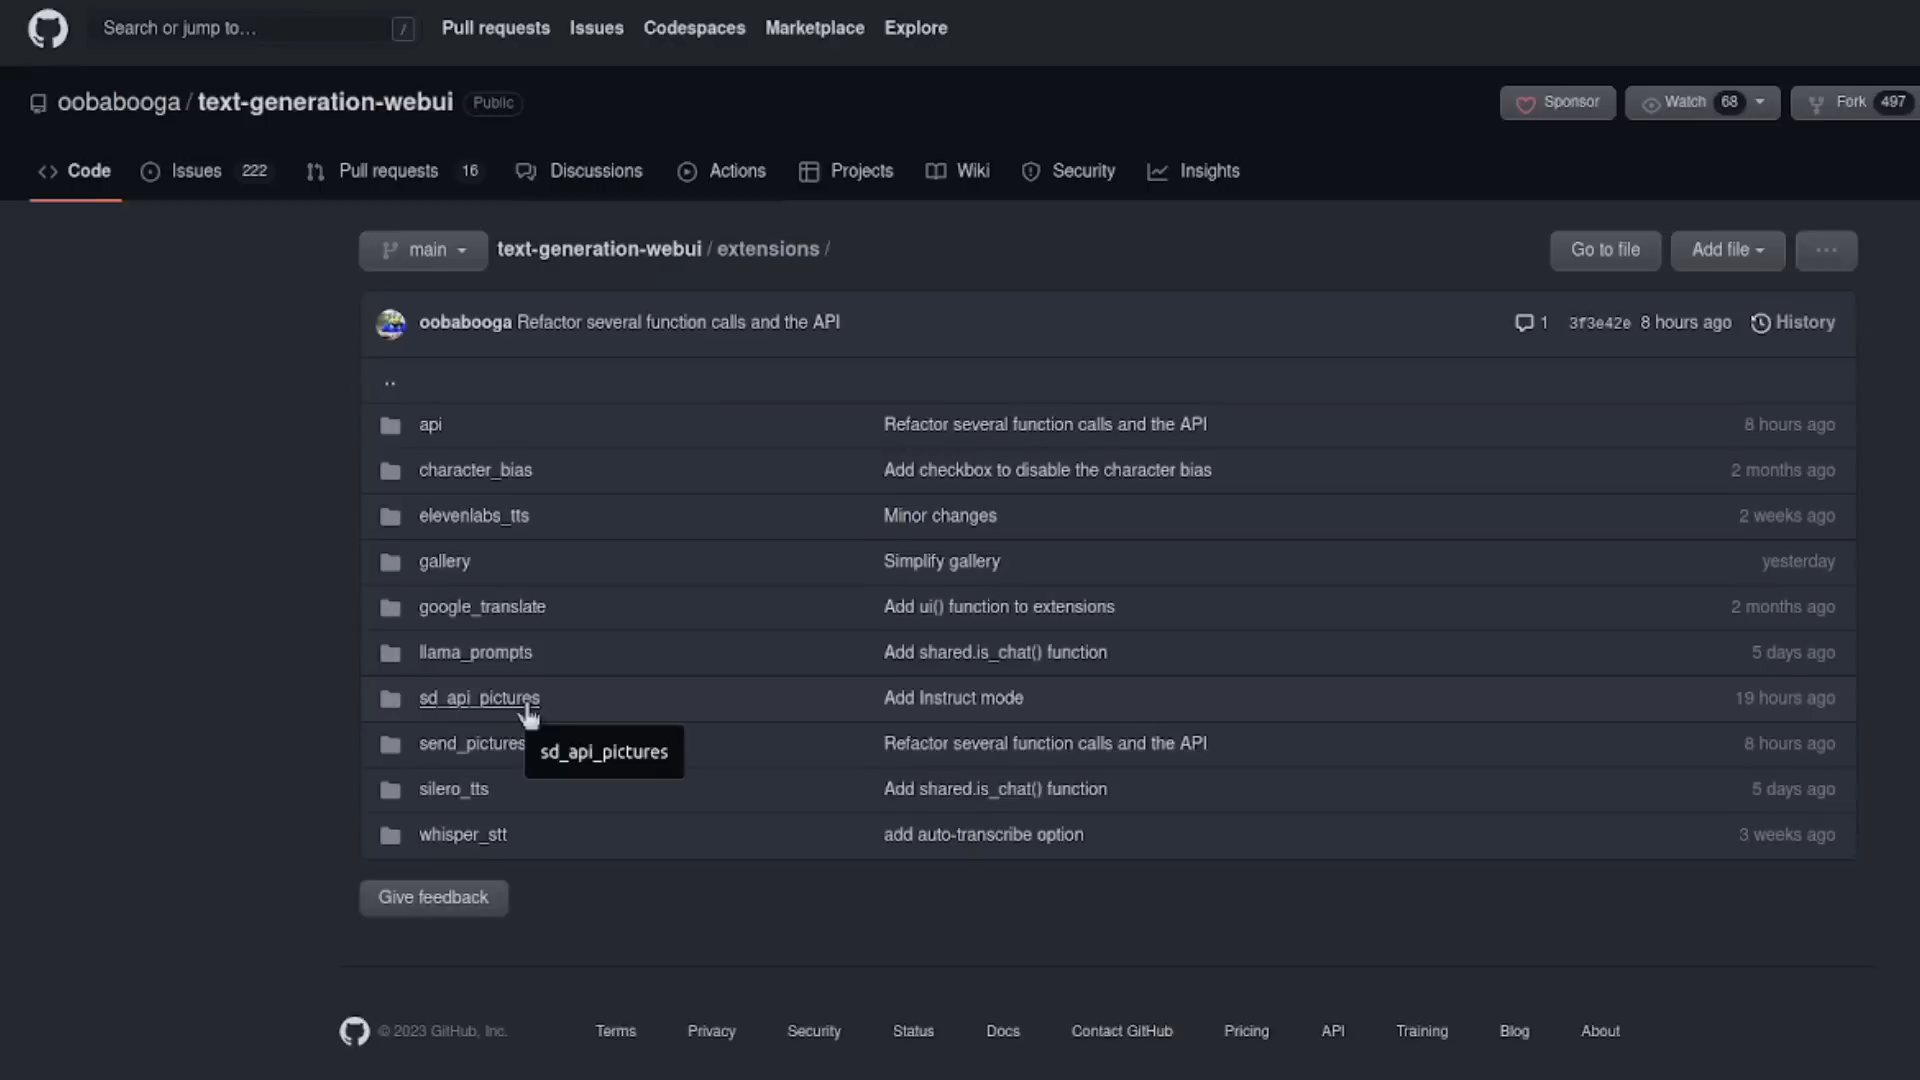 Search or jump to… / Pull requests Issues Codespaces Marketplace Explore
oobabooga / text-generation-webui Public Sponsor Watch 68 Fork 497
Code Issues 222 Pull requests 16 Discussions Actions Projects Wiki Security Insights
main text-generation-webui / extensions / Go to file Add file ...
oobabooga Refactor several function calls and the API 1 3f3e42e 8 hours ago History
..
api Refactor several function calls and the API 8 hours ago
character_bias Add checkbox to disable the character bias 2 months ago
elevenlabs_tts Minor changes 2 weeks ago
gallery Simplify gallery yesterday
google_translate Add ui() function to extensions 2 months ago
llama_prompts Add shared.is_chat() function 5 days ago
sd_api_pictures Add Instruct mode 19 hours ago
send_pictures Refactor several function calls and the API 8 hours ago
sd_api_pictures
silero_tts Add shared.is_chat() function 5 days ago
whisper_stt add auto-transcribe option 3 weeks ago
Give feedback
© 2023 GitHub, Inc. Terms Privacy Security Status Docs Contact GitHub Pricing API Training Blog About